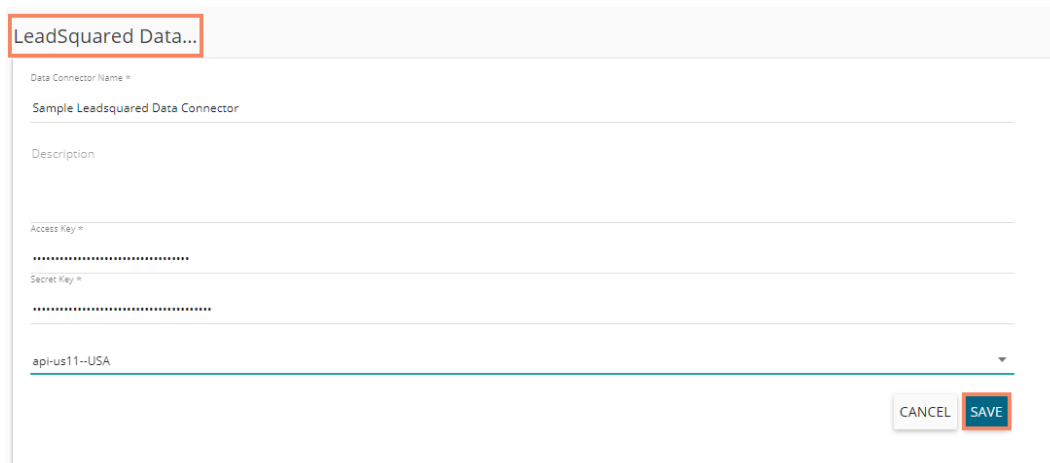 LeadSquared Data...
Data Connector Name *
Sample Leadsquared Data Connector
Description
Access Key *
•••••••••••••••••••••••••••••••••••
Secret Key *
••••••••••••••••••••••••••••••••••••••••
api-us11--USA
CANCEL SAVE